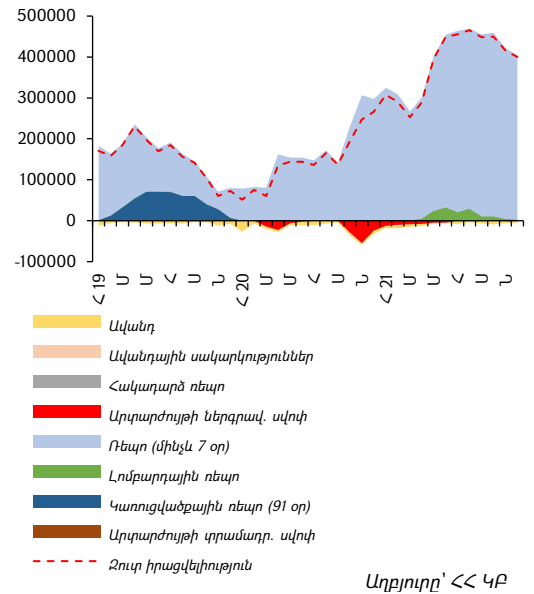 500000
400000
300000
200000
100000
0
-100000
Հ 19
Մ
Մ
Հ
Ս
Ն
Հ 20
Մ
Մ
Հ
Ս
Ն
Հ 21
Մ
Մ
Հ
Ս
Ն
Ավանդ
Ավանդային սակարկություններ
Հակադարձ ռեպո
Արտարժույթի ներգրավ. սվոփ
Ռեպո (մինչև 7 օր)
Լոմբարդային ռեպո
Կառուցվածքային ռեպո (91 օր)
Արտարժույթի տրամադր. սվոփ
Զուտ իրացվելիություն
Աղբյուրը՝ ՀՀ ԿԲ